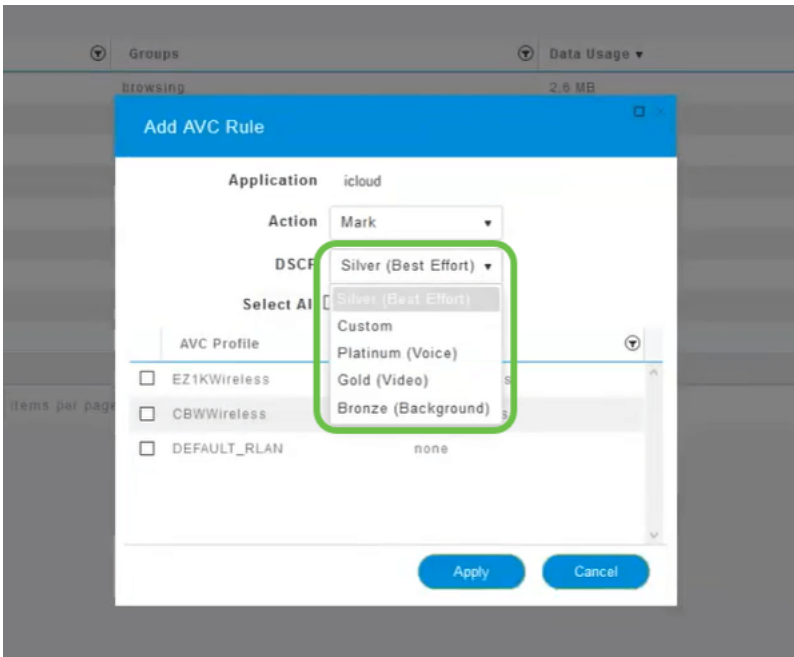 Groups Data Usage
browsing 2.6 MB
Add AVC Rule
Application icloud
Action Mark
DSCP Silver (Best Effort)
Select Al Silver (Best Effort)
Custom
AVC Profile
Platinum (Voice)
EZ1KWireless Gold (Video) s
items per page CBWWireless Bronze (Background) s
DEFAULT_RLAN none
Apply Cancel